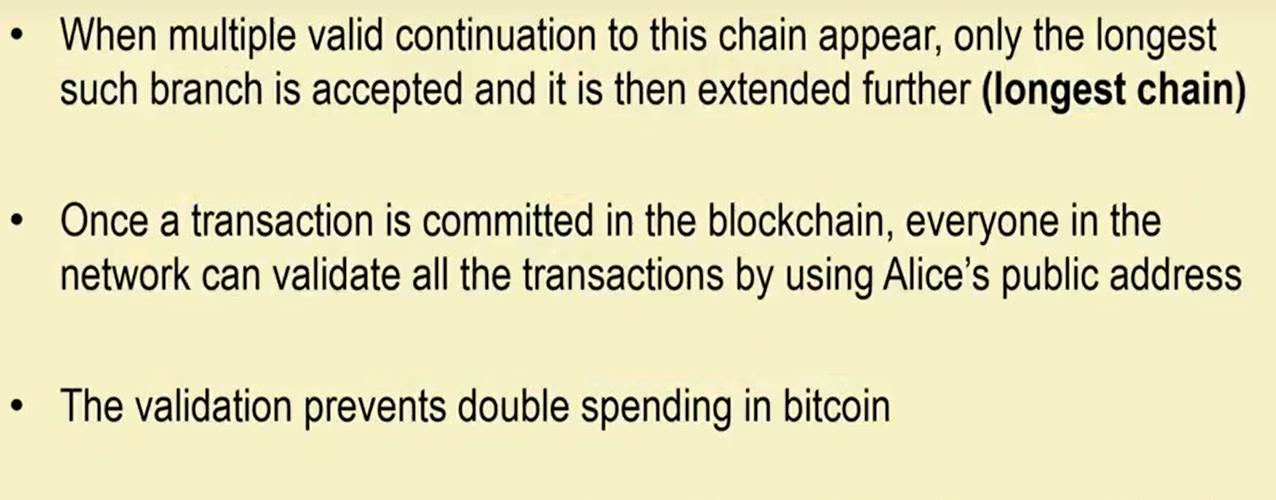 • When multiple valid continuation to this chain appear, only the longest
such branch is accepted and it is then extended further (longest chain)
• Once a transaction is committed in the blockchain, everyone in the
network can validate all the transactions by using Alice's public address
• The validation prevents double spending in bitcoin